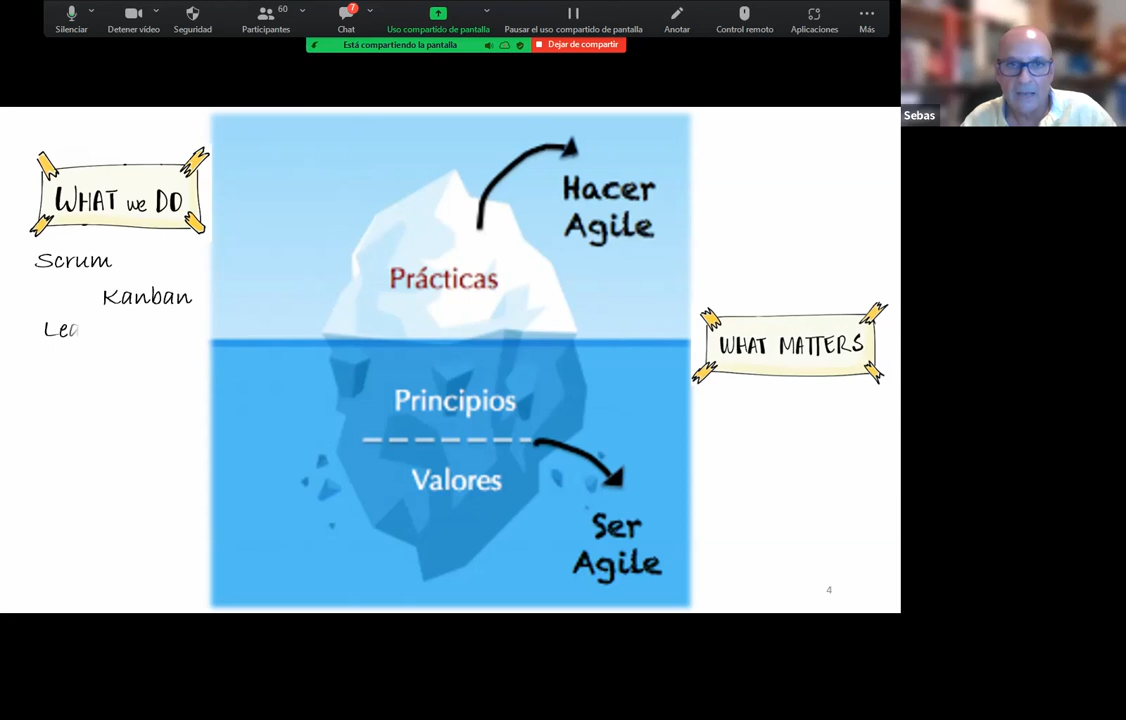 Silenciar
Detener vídeo
Seguridad
60
Participantes
7
Chat
Uso compartido de pantalla
Pausar el uso compartido de pantalla
Anotar
Control remoto
Aplicaciones
Más
Está compartiendo la pantalla
Dejar de compartir
Sebas
WHAT we DO
Scrum
Kanban
Lea
Hacer
Agile
Prácticas
WHAT MATTERS
Principios
Valores
Ser
Agile
4